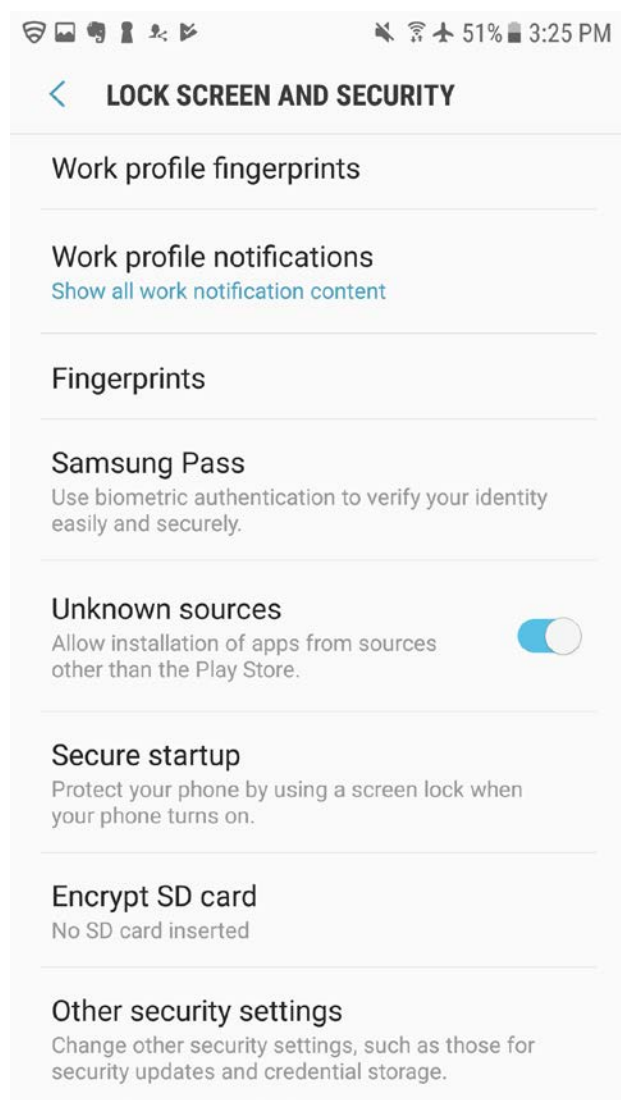 51% 3:25 PM
LOCK SCREEN AND SECURITY
Work profile fingerprints
Work profile notifications
Show all work notification content
Fingerprints
Samsung Pass
Use biometric authentication to verify your identity
easily and securely.
Unknown sources
Allow installation of apps from sources
other than the Play Store.
Secure startup
Protect your phone by using a screen lock when
your phone turns on.
Encrypt SD card
No SD card inserted
Other security settings
Change other security settings, such as those for
security updates and credential storage.